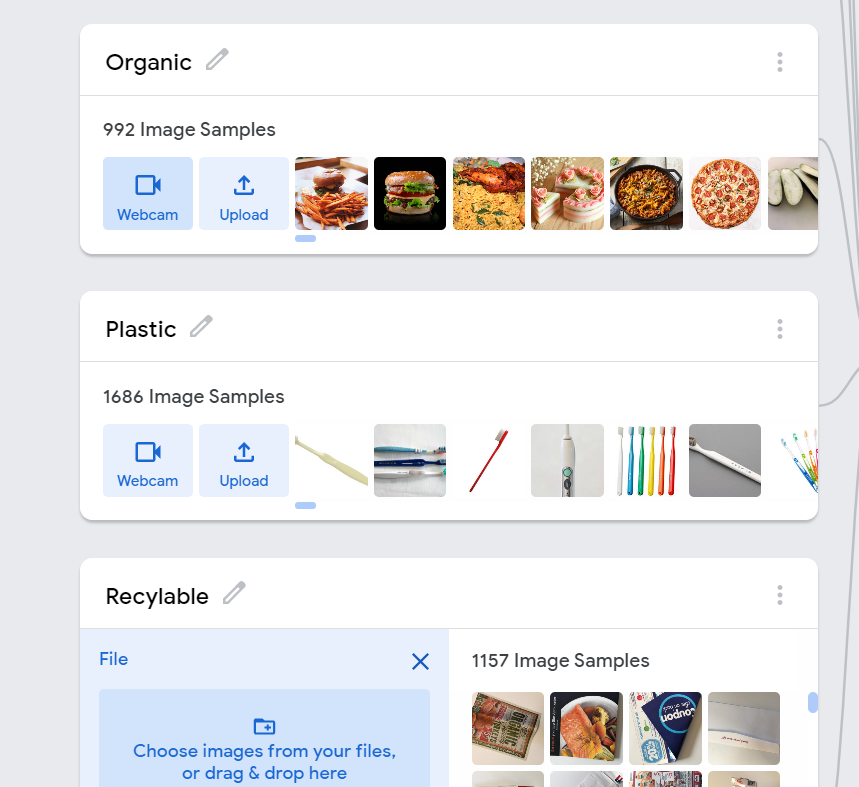 Organic
992 Image Samples
Webcam
Upload
Plastic
1686 Image Samples
Webcam
Upload
Recylable
File
1157 Image Samples
Choose images from your files,
or drag & drop here
coupon